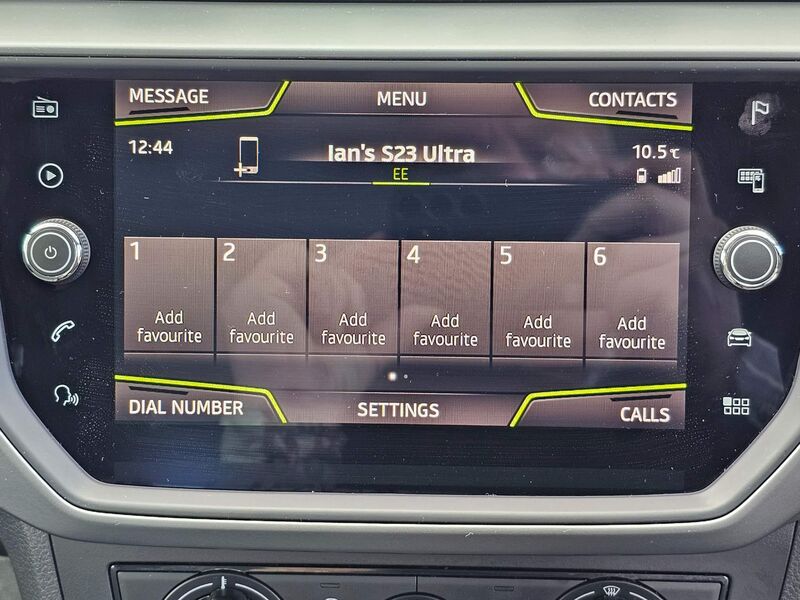 MESSAGE MENU CONTACTS
12:44 Ian's S23 Ultra 10.5℃
EE
1 2 3 4 5 6
Add Add Add Add Add Add
favourite favourite favourite favourite favourite favourite
DIAL NUMBER SETTINGS CALLS